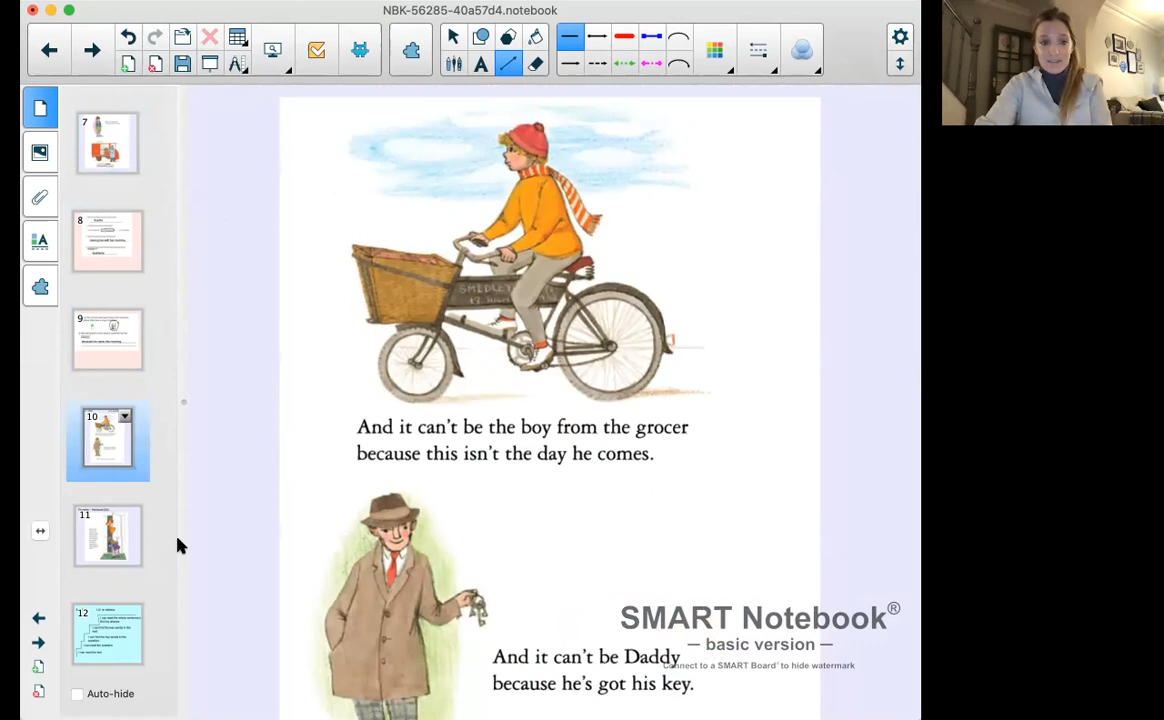 NBK-56285-40a57d4.notebook
7
8
9
10
11
12
And it can't be the boy from the grocer
because this isn't the day he comes.
SMART Notebook®
— basic version —
Connect to a SMART Board® to hide watermark
And it can't be Daddy
because he's got his key.
Auto-hide
SMEDLEY